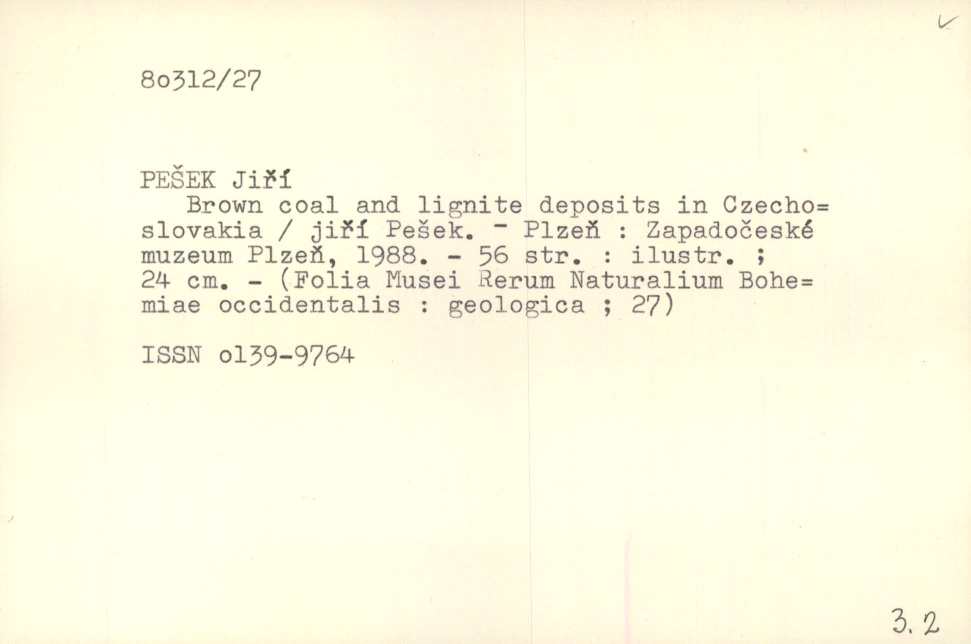 80312/27
PEŠEK Jiří
Brown coal and lignite deposits in Czecho=
slovakia / jiří Pešek. - Plzeň : Zapadočeské
muzeum Plzeň, 1988. - 56 str. : ilustr. ;
24 cm. - (Folia Musei Rerum Naturalium Bohe=
miae occidentalis : geologica ; 27)
ISSN o139-9764
3.2